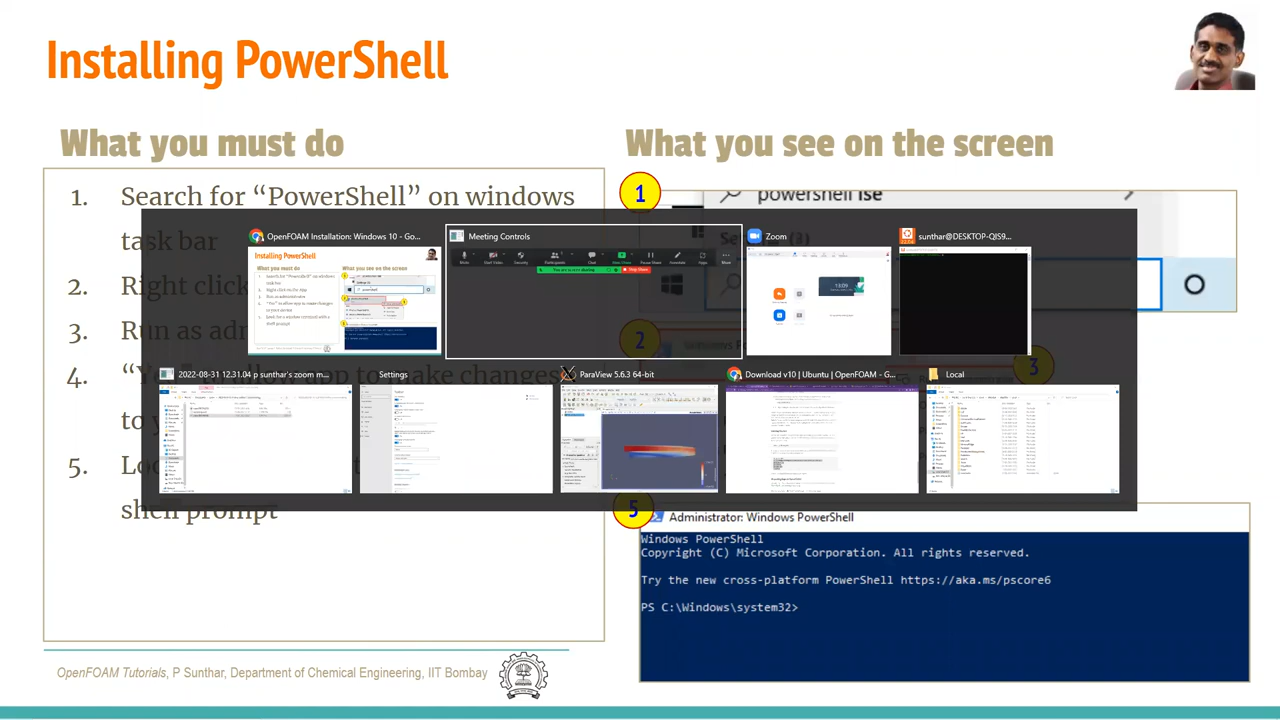 Installing PowerShell
What you must do
What you see on the screen
1. Search for “PowerShell” on windows
task bar
2. Right click
3. Run as adm
4. “Y
make changes
to y
5. Lo
shell prompt
1
powershell ise
2
3
5
OpenFOAM Installation: Windows 10 - Go...
Meeting Controls
Zoom
sunthar@DESKTOP-QIS9...
2022-08-31 12.31.04 p sunthar's zoom m...
Settings
ParaView 5.6.3 64-bit
Download v10 | Ubuntu | OpenFOAM - G...
Local
Administrator: Windows PowerShell
Windows PowerShell
Copyright (C) Microsoft Corporation. All rights reserved.
Try the new cross-platform PowerShell https://aka.ms/pscore6
PS C:\Windows\system32>
OpenFOAM Tutorials, P Sunthar, Department of Chemical Engineering, IIT Bombay